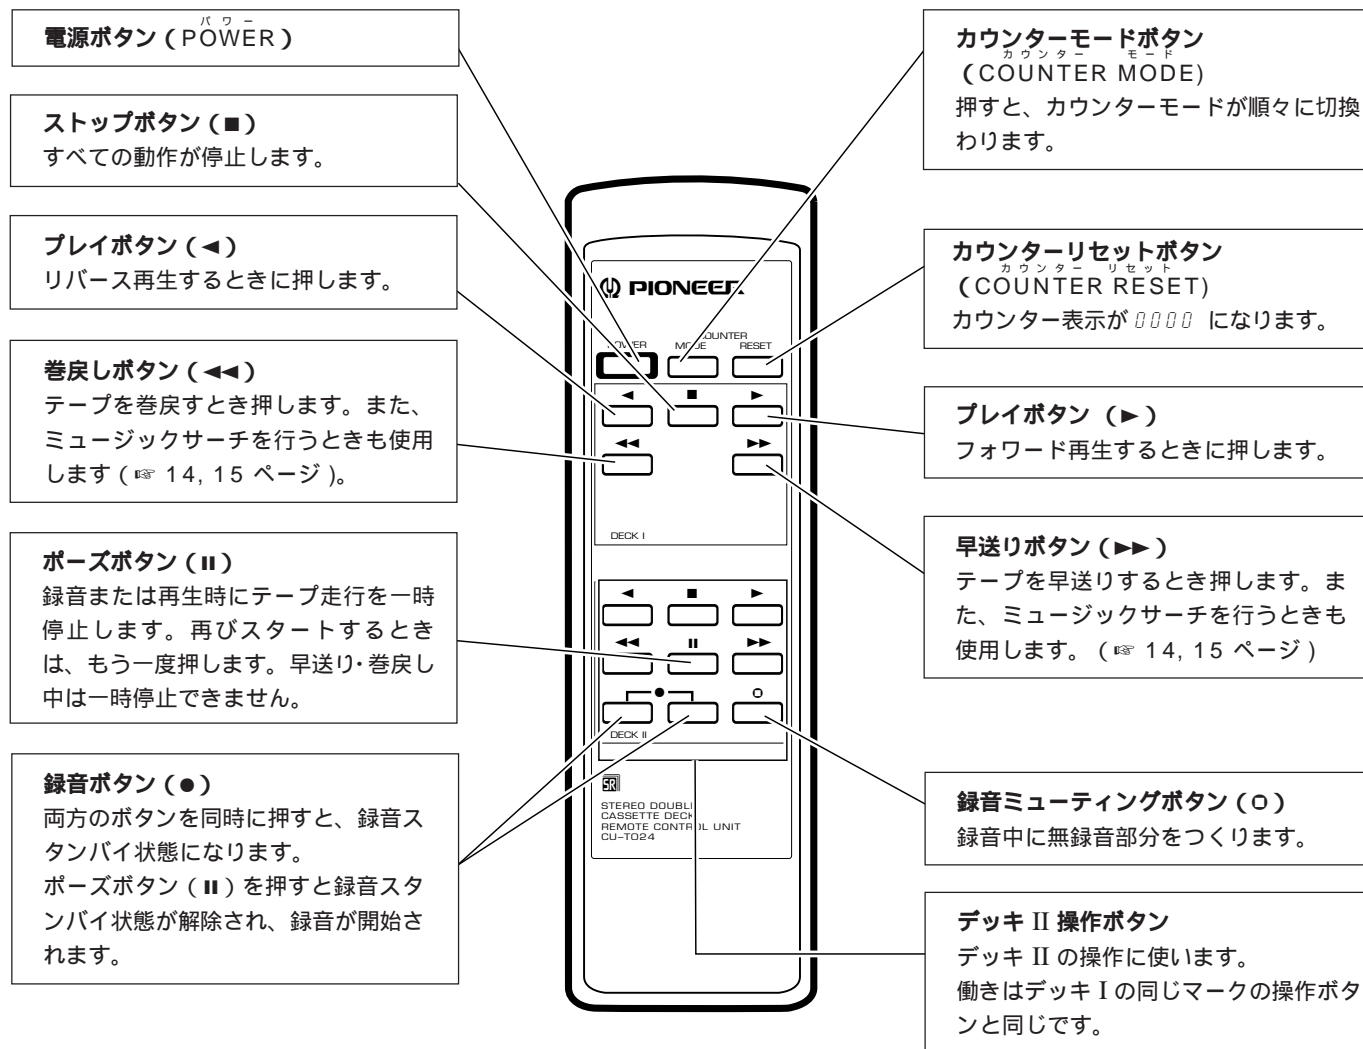 電源ボタン（POWER）
パワー
ストップボタン（■）
すべての動作が停止します。
プレイボタン（◄）
リバース再生するときに押します。
巻戻しボタン（◄◄）
テープを巻戻すとき押します。また、
ミュージックサーチを行うときも使用
します（☞ 14, 15 ページ）。
ポーズボタン（▮▮）
録音または再生時にテープ走行を一時
停止します。再びスタートするとき
は、もう一度押します。早送り・巻戻し
中は一時停止できません。
録音ボタン（●）
両方のボタンを同時に押すと、録音ス
タンバイ状態になります。
ポーズボタン（▮▮）を押すと録音スタ
ンバイ状態が解除され、録音が開始さ
れます。
PIONEER
COUNTER
POWER MODE RESET
◄ ■ ►
◄◄ ►►
DECK I
◄ ■ ►
◄◄ ▮▮ ►►
●
DECK II
SR
STEREO DOUBLE
CASSETTE DECK
REMOTE CONTROL UNIT
CU-T024
カウンターモードボタン
カウンター モード
（COUNTER MODE）
押すと、カウンターモードが順々に切換
わります。
カウンターリセットボタン
カウンター リセット
（COUNTER RESET）
カウンター表示が 0000 になります。
プレイボタン （►）
フォワード再生するときに押します。
早送りボタン（►►）
テープを早送りするとき押します。ま
た、ミュージックサーチを行うときも
使用します。（☞ 14, 15 ページ）
録音ミューティングボタン（O）
録音中に無録音部分をつくります。
デッキ II 操作ボタン
デッキ II の操作に使います。
働きはデッキ I の同じマークの操作ボタ
ンと同じです。